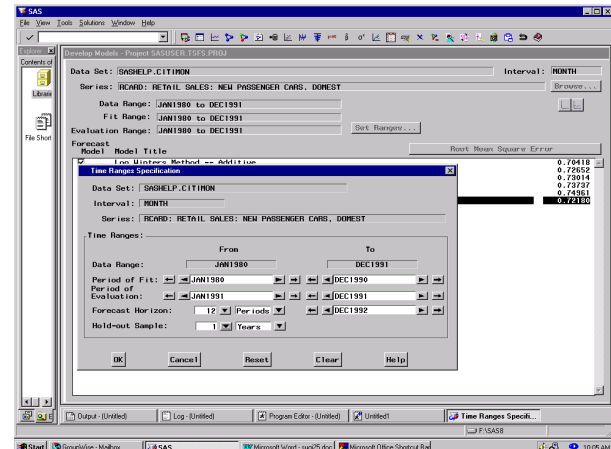 SAS
File View Tools Solutions Window Help
Explorer
Develop Models - Project SASUSER.TSFS.PROJ
Contents of
Data Set: SASHELP.CITIMON Interval: MONTH
Series: RCARD: RETAIL SALES: NEW PASSENGER CARS, DOMEST Browse...
Data Range: JAN1980 to DEC1991
Fit Range: JAN1980 to DEC1991
Evaluation Range: JAN1980 to DEC1991 Set Ranges...
Librari
File Short
Forecast
Model Model Title Root Mean Square Error
Log Winters Method -- Additive 0.70418
0.72652
0.73014
0.73737
0.74961
0.72180
Time Ranges Specification
Data Set: SASHELP.CITIMON
Interval: MONTH
Series: RCARD: RETAIL SALES: NEW PASSENGER CARS, DOMEST
Time Ranges:
From To
Data Range: JAN1980 DEC1991
Period of Fit: JAN1980 DEC1990
Period of
Evaluation: JAN1991 DEC1991
Forecast Horizon: 12 Periods DEC1992
Hold-out Sample: 1 Years
OK Cancel Reset Clear Help
E Output - (Untitled) Log - (Untitled) Program Editor - (Untitled) Untitled1 Time Ranges Specifi...
F:\SAS8
Start GroupWise - Mailbox SAS Microsoft Word - sugi25.doc Microsoft Office Shortcut Bar 10:05 AM